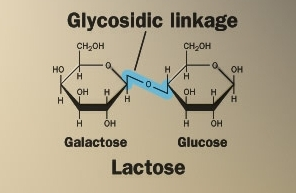 Glycosidic linkage
CH₂OH CH₂OH
HO O O OH
H H H H
OH H O OH H
H H H
H OH H OH
Galactose Glucose
Lactose